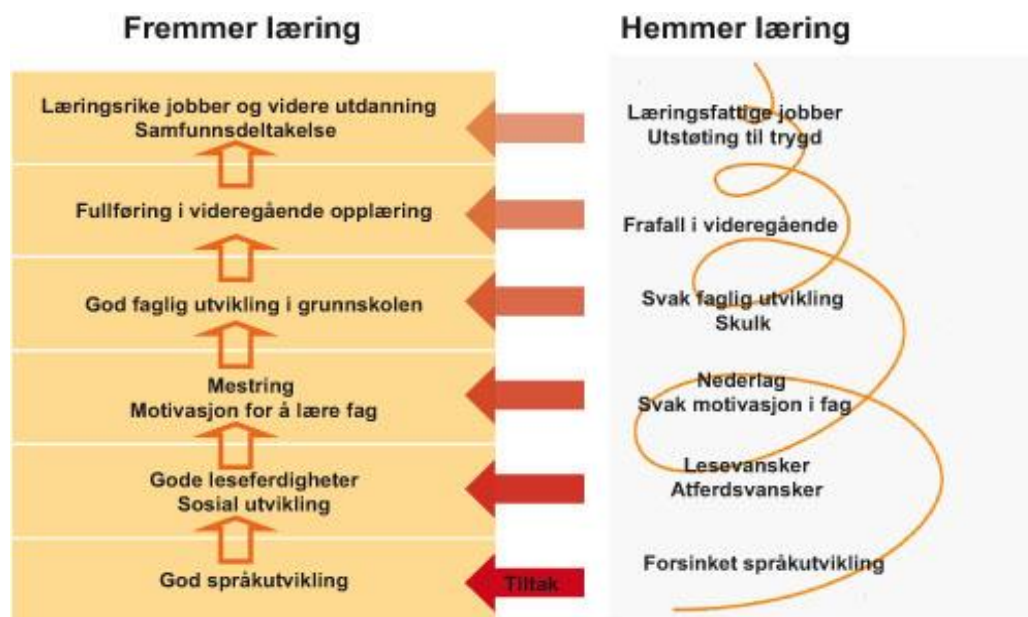 Fremmer læring
Læringsrike jobber og videre utdanning
Samfunnsdeltakelse
Fullføring i videregående opplæring
God faglig utvikling i grunnskolen
Mestring
Motivasjon for å lære fag
Gode leseferdigheter
Sosial utvikling
God språkutvikling
Tiltak
Hemmer læring
Læringsfattige jobber
Utstøting til trygd
Frafall i videregående
Svak faglig utvikling
Skulk
Nederlag
Svak motivasjon i fag
Lesevansker
Atferdsvansker
Forsinket språkutvikling